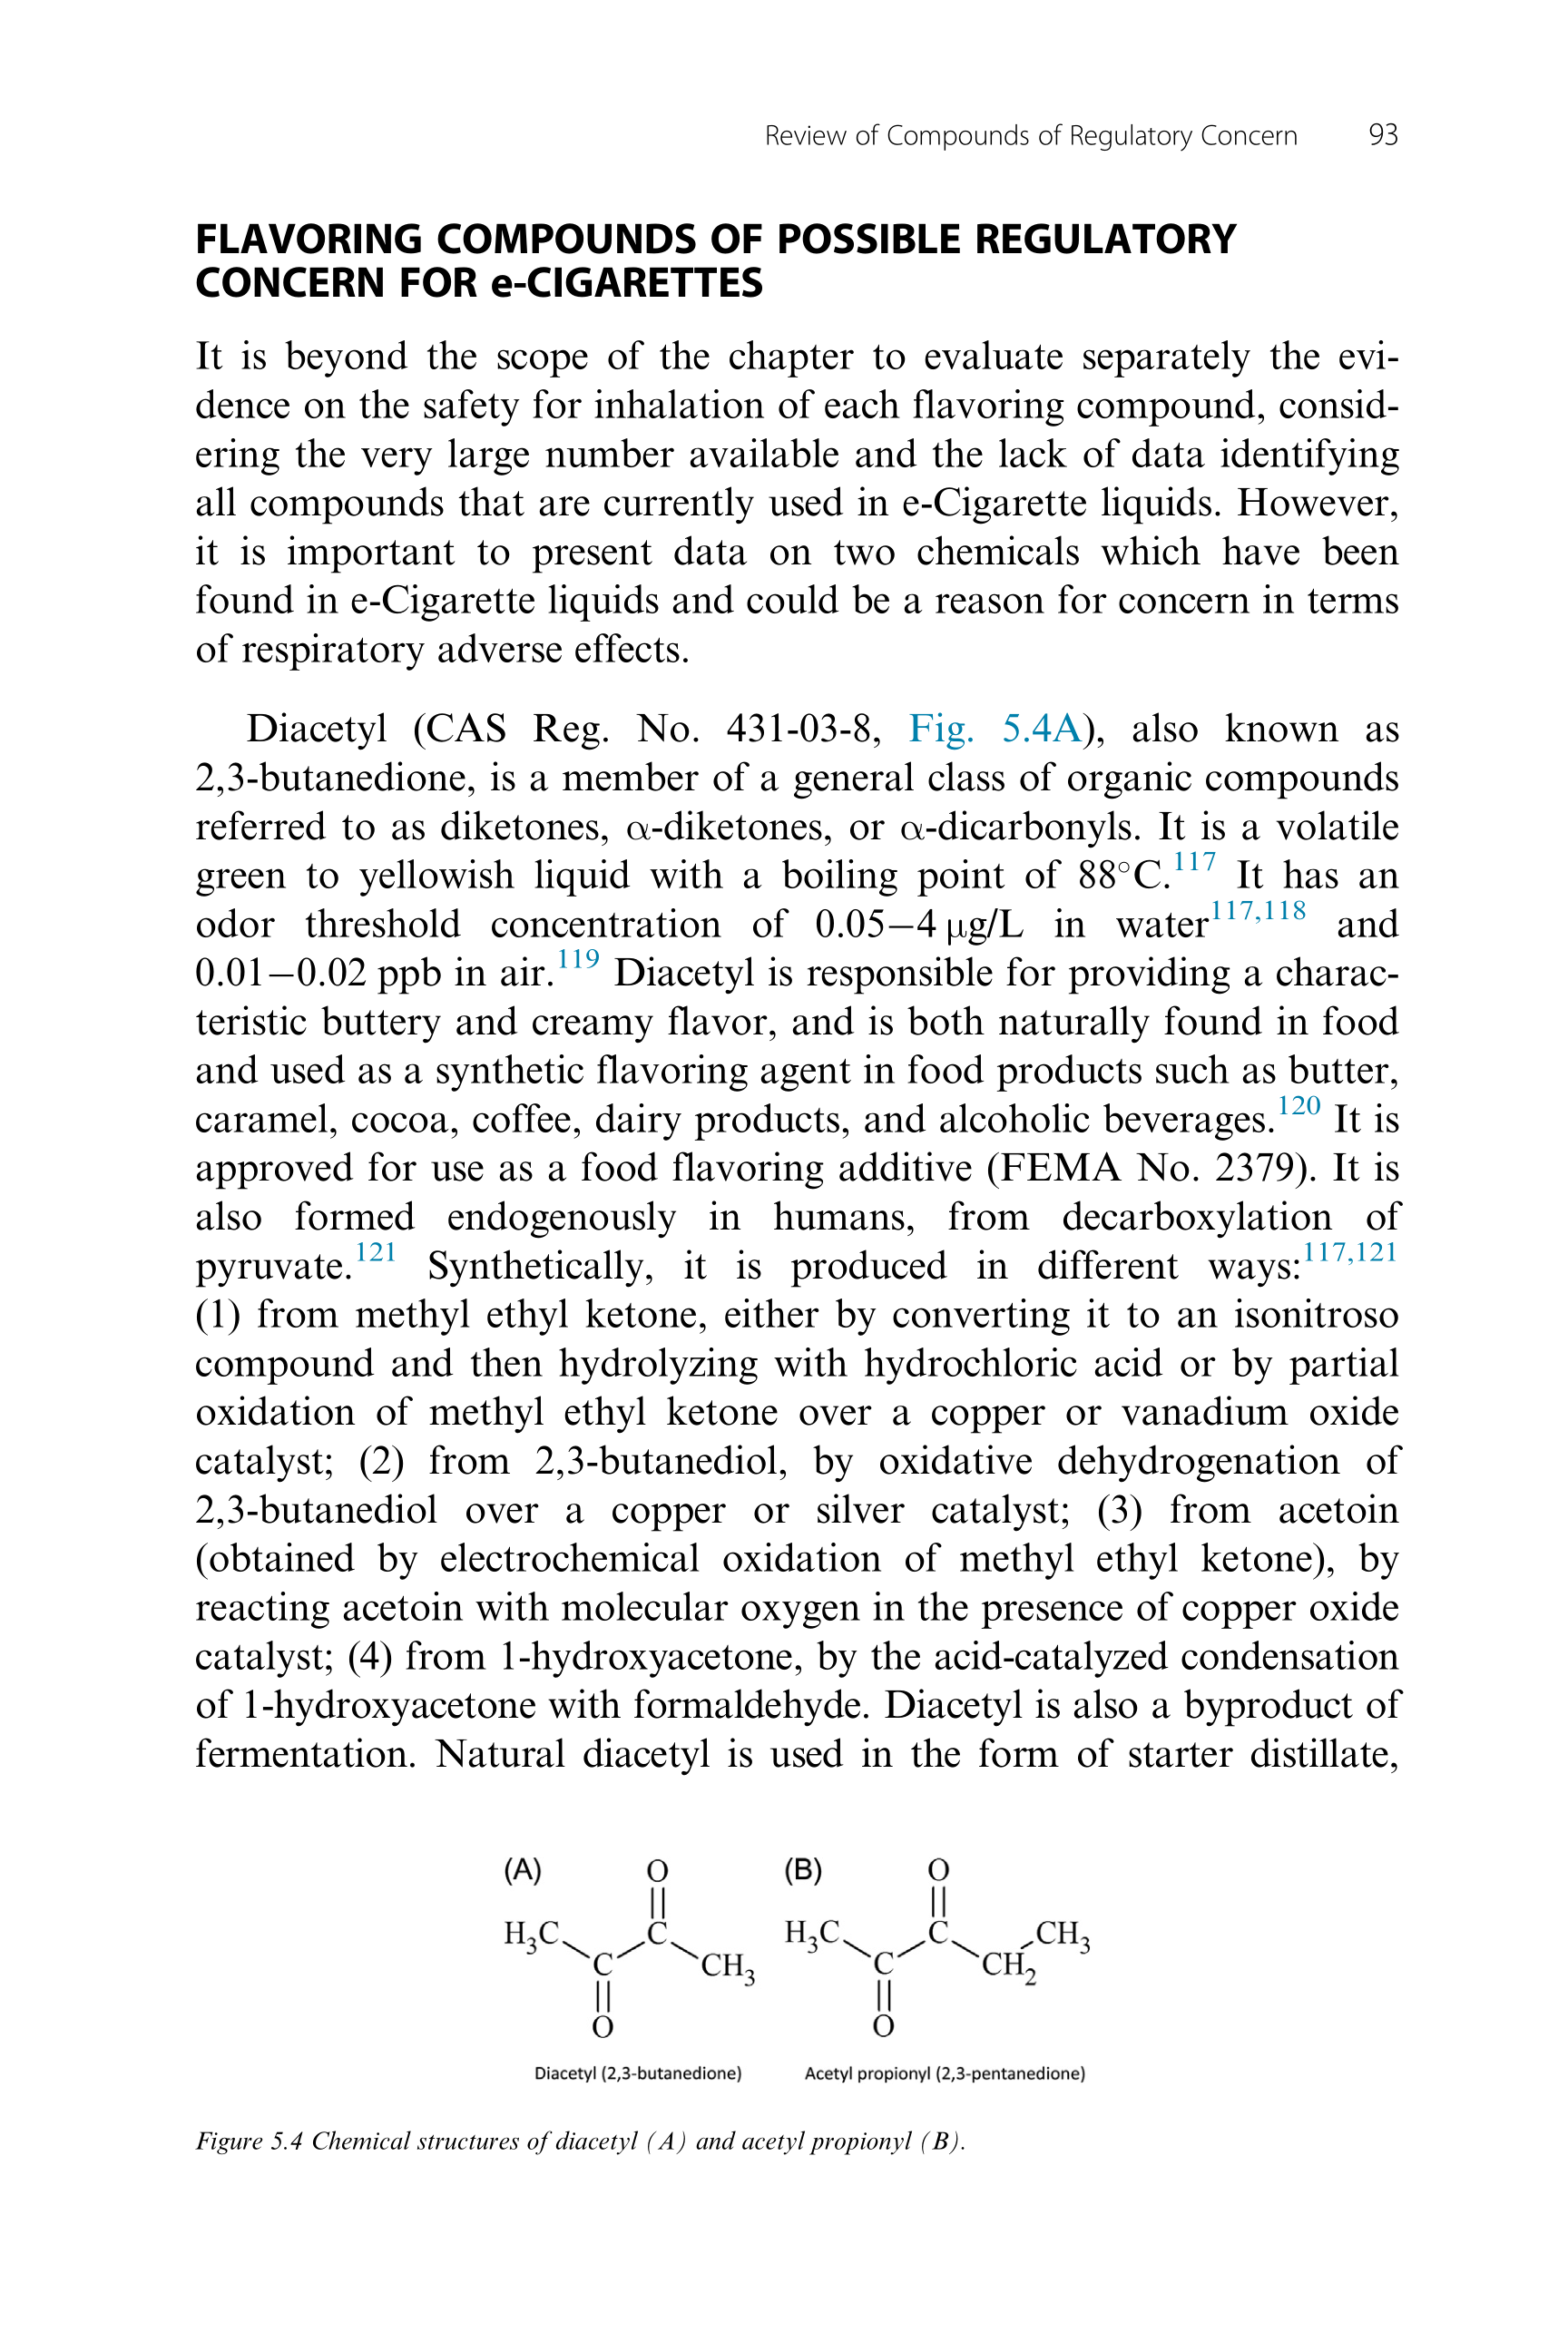 Review of Compounds of Regulatory Concern 93
FLAVORING COMPOUNDS OF POSSIBLE REGULATORY
CONCERN FOR e-CIGARETTES
It is beyond the scope of the chapter to evaluate separately the evi-
dence on the safety for inhalation of each flavoring compound, consid-
ering the very large number available and the lack of data identifying
all compounds that are currently used in e-Cigarette liquids. However,
it is important to present data on two chemicals which have been
found in e-Cigarette liquids and could be a reason for concern in terms
of respiratory adverse effects.
Diacetyl (CAS Reg. No. 431-03-8, Fig. 5.4A), also known as
2,3-butanedione, is a member of a general class of organic compounds
referred to as diketones, α-diketones, or α-dicarbonyls. It is a volatile
green to yellowish liquid with a boiling point of 88°C.117 It has an
odor threshold concentration of 0.05–4 μg/L in water117,118 and
0.01–0.02 ppb in air.119 Diacetyl is responsible for providing a charac-
teristic buttery and creamy flavor, and is both naturally found in food
and used as a synthetic flavoring agent in food products such as butter,
caramel, cocoa, coffee, dairy products, and alcoholic beverages.120 It is
approved for use as a food flavoring additive (FEMA No. 2379). It is
also formed endogenously in humans, from decarboxylation of
pyruvate.121 Synthetically, it is produced in different ways:117,121
(1) from methyl ethyl ketone, either by converting it to an isonitroso
compound and then hydrolyzing with hydrochloric acid or by partial
oxidation of methyl ethyl ketone over a copper or vanadium oxide
catalyst; (2) from 2,3-butanediol, by oxidative dehydrogenation of
2,3-butanediol over a copper or silver catalyst; (3) from acetoin
(obtained by electrochemical oxidation of methyl ethyl ketone), by
reacting acetoin with molecular oxygen in the presence of copper oxide
catalyst; (4) from 1-hydroxyacetone, by the acid-catalyzed condensation
of 1-hydroxyacetone with formaldehyde. Diacetyl is also a byproduct of
fermentation. Natural diacetyl is used in the form of starter distillate,
(A) O (B) O
H3C C H3C C CH3
C CH3 C CH2
O O
Diacetyl (2,3-butanedione) Acetyl propionyl (2,3-pentanedione)
Figure 5.4 Chemical structures of diacetyl (A) and acetyl propionyl (B).